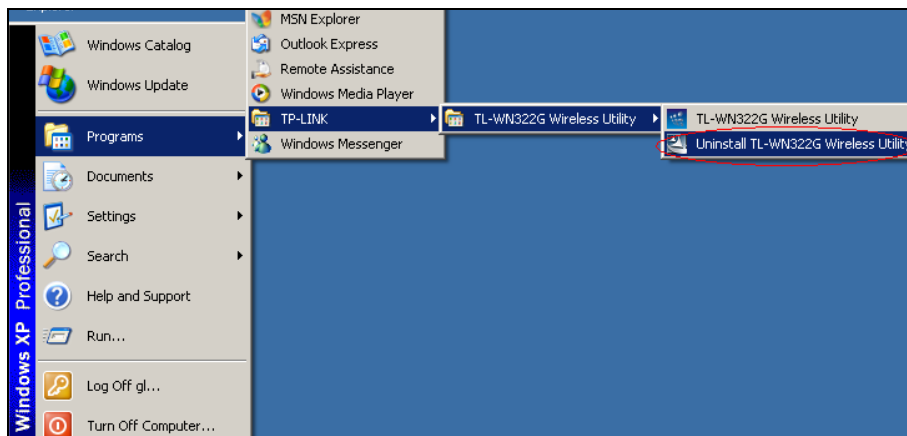 MSN Explorer
Outlook Express
Remote Assistance
Windows Media Player
TP-LINK
Windows Messenger
TL-WN322G Wireless Utility
TL-WN322G Wireless Utility
Uninstall TL-WN322G Wireless Utility
Windows Catalog
Windows Update
Programs
Documents
Settings
Search
Help and Support
Run...
Log Off gl...
Turn Off Computer...
Windows XP Professional